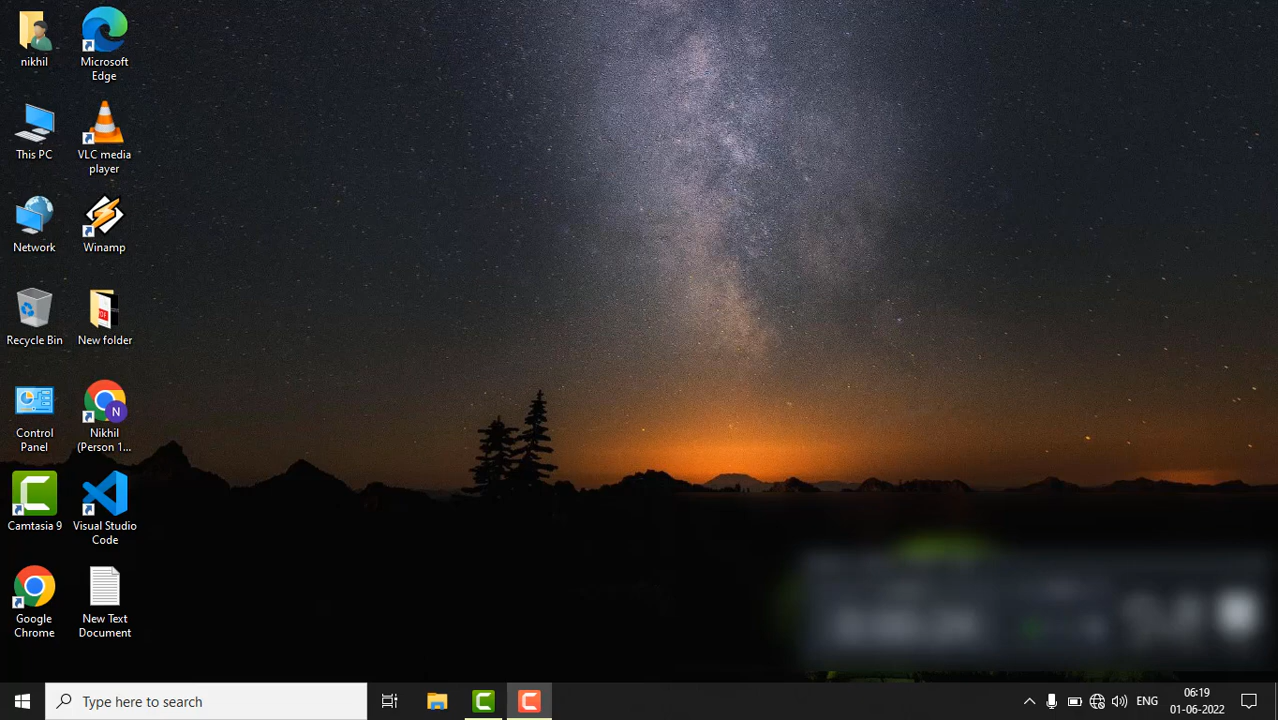 nikhil
Microsoft
Edge
This PC
VLC media
player
Network
Winamp
Recycle Bin
New folder
Control
Panel
Nikhil
(Person 1...
N
Camtasia 9
Visual Studio
Code
Google
Chrome
New Text
Document
Type here to search
ENG
06:19
01-06-2022